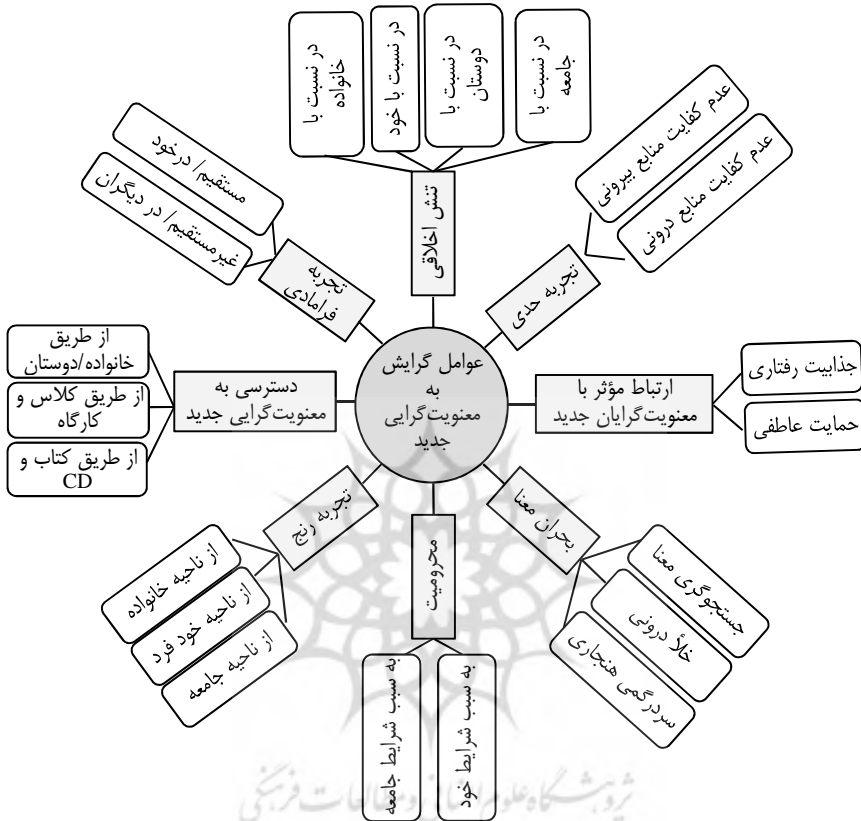 عوامل گرایش
به
معنویت‌گرایی
جدید
تنش اخلاقی
در نسبت با
جامعه
در نسبت با
دوستان
در نسبت با خود
در نسبت با
خانواده
تجربه حدی
عدم کفایت منابع بیرونی
عدم کفایت منابع درونی
ارتباط مؤثر با
معنویت‌گرایان جدید
جذابیت رفتاری
حمایت عاطفی
بحران معنا
جستجوگری معنا
خلأ درونی
سردرگمی هنجاری
محرومیت
به سبب شرایط خود
به سبب شرایط جامعه
تجربه رنج
از ناحیه خانواده
از ناحیه خود فرد
از ناحیه جامعه
دسترسی به
معنویت‌گرایی جدید
از طریق
خانواده/دوستان
از طریق کلاس و
کارگاه
از طریق کتاب و
CD
تجربه
فرامادی
مستقیم/ درخود
غیرمستقیم/ در دیگران
پژوهشگاه علوم انسانی و مطالعات فرهنگی